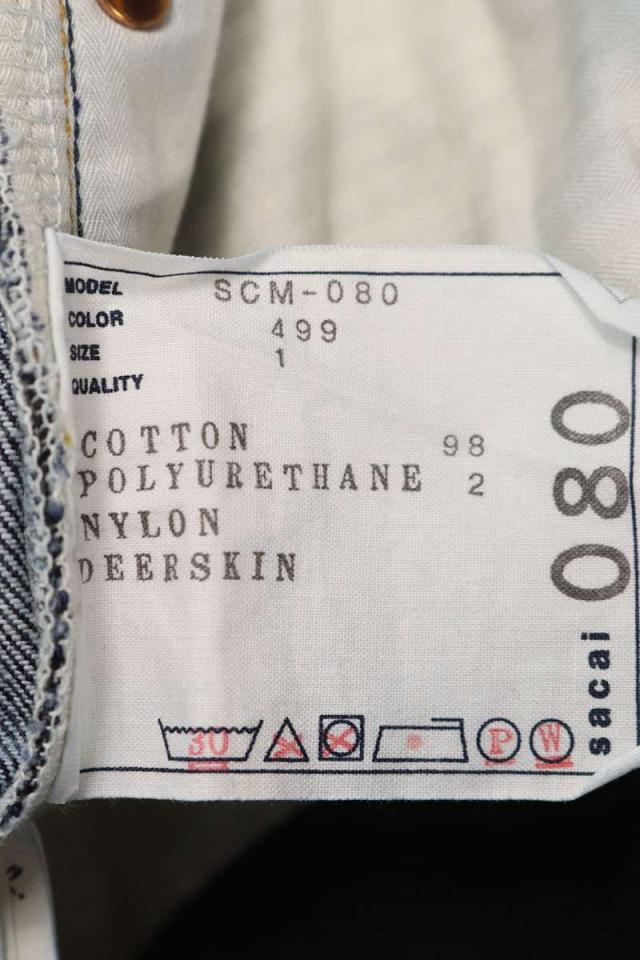 MODEL SCM-080
COLOR 499
SIZE 1
QUALITY
COTTON 98
POLYURETHANE 2
NYLON
DEERSKIN
30 P W
sacai 080